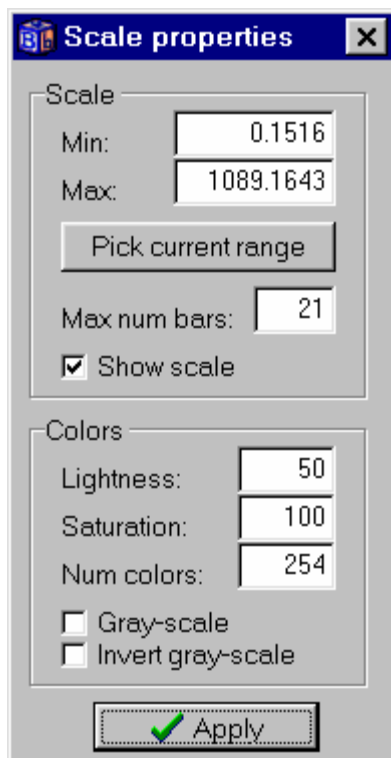 Scale properties
Scale
Min: 0.1516
Max: 1089.1643
Pick current range
Max num bars: 21
Show scale
Colors
Lightness: 50
Saturation: 100
Num colors: 254
Gray-scale
Invert gray-scale
Apply